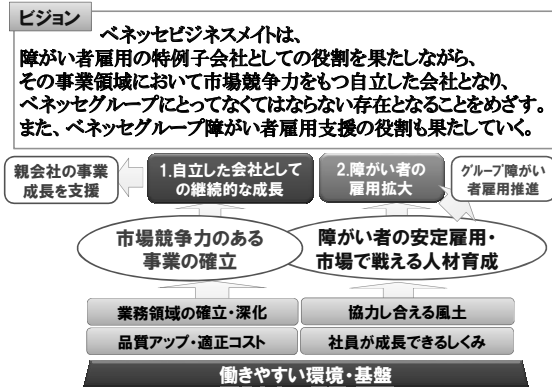 ビジョン
ベネッセビジネスメイトは、
障がい者雇用の特例子会社としての役割を果たしながら、
その事業領域において市場競争力をもつ自立した会社となり、
ベネッセグループにとってなくてはならない存在となることをめざす。
また、ベネッセグループ障がい者雇用支援の役割も果たしていく。
親会社の事業
成長を支援
1.自立した会社として
の継続的な成長
2.障がい者の
雇用拡大
グループ障がい
者雇用推進
市場競争力のある
事業の確立
障がい者の安定雇用・
市場で戦える人材育成
業務領域の確立・深化
協力し合える風土
品質アップ・適正コスト
社員が成長できるしくみ
働きやすい環境・基盤